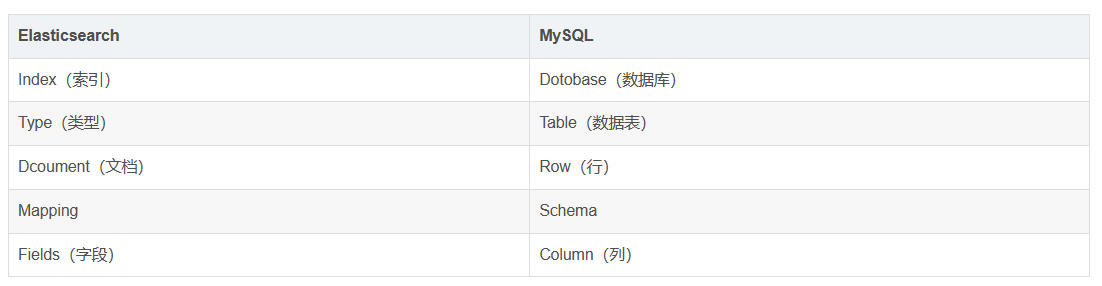 Elasticsearch MySQL
Index（索引） Dotobase（数据库）
Type（类型） Table（数据表）
Dcoument（文档） Row（行）
Mapping Schema
Fields（字段） Column（列）